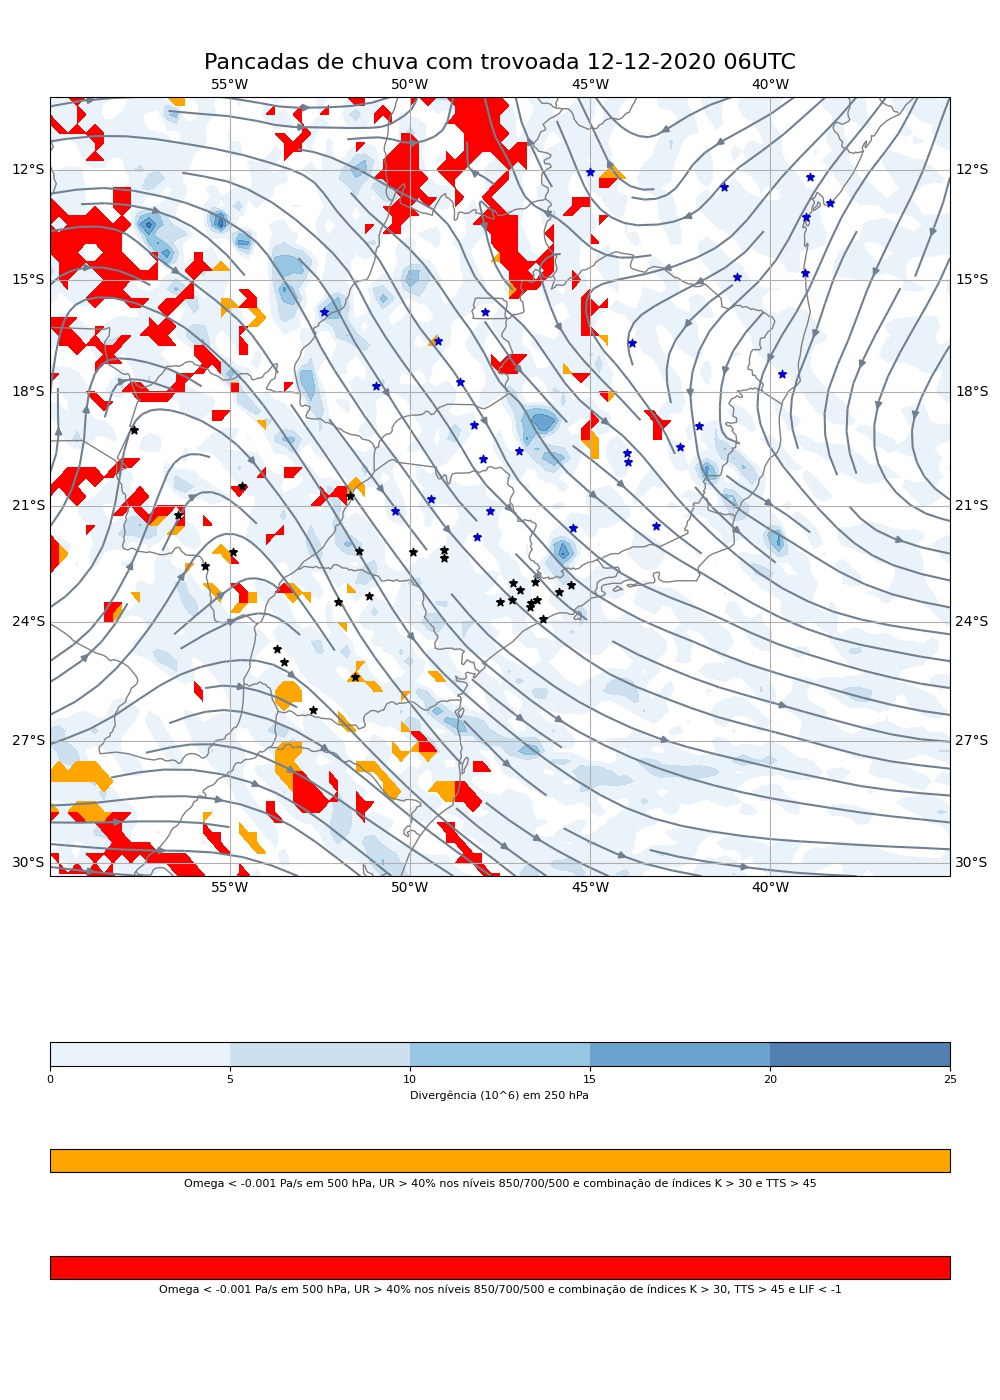 Pancadas de chuva com trovoada 12-12-2020 06UTC
55°W 50°W 45°W 40°W
12°S 12°S
15°S 15°S
18°S 18°S
21°S 21°S
24°S 24°S
27°S 27°S
30°S 30°S
55°W 50°W 45°W 40°W
0 5 10 15 20 25
Divergência (10^6) em 250 hPa
Omega < -0.001 Pa/s em 500 hPa, UR > 40% nos níveis 850/700/500 e combinação de índices K > 30 e TTS > 45
Omega < -0.001 Pa/s em 500 hPa, UR > 40% nos níveis 850/700/500 e combinação de índices K > 30, TTS > 45 e LIF < -1